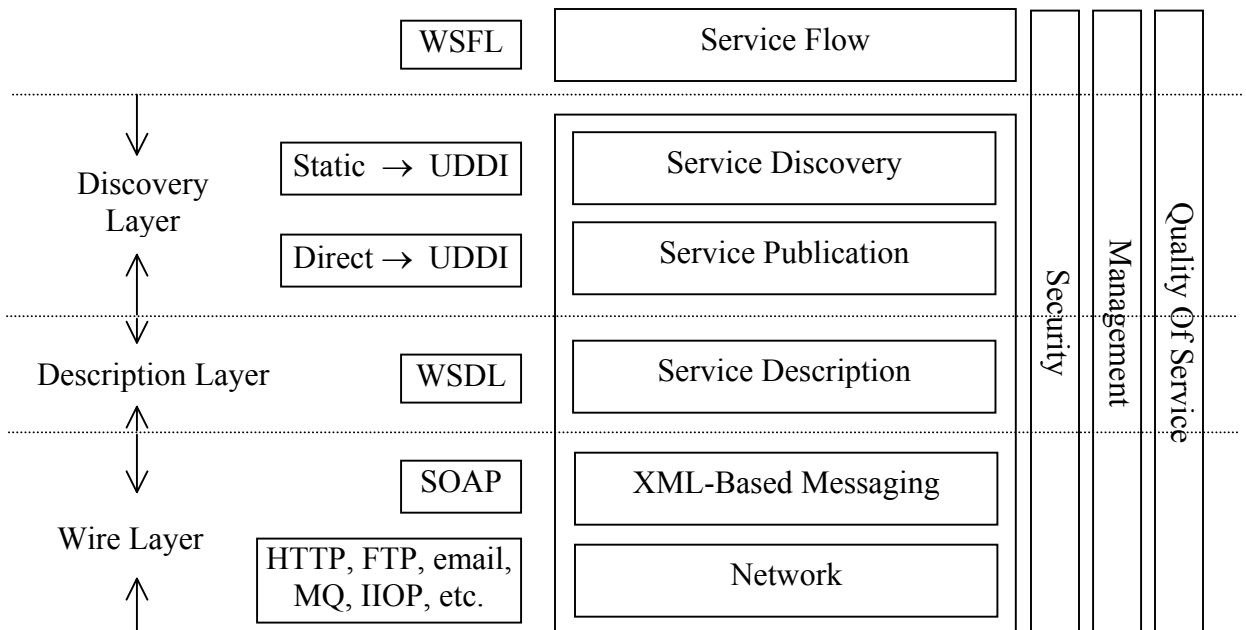 WSFL
Service Flow
Discovery
Layer
Static → UDDI
Service Discovery
Direct → UDDI
Service Publication
Description Layer
WSDL
Service Description
Wire Layer
SOAP
XML-Based Messaging
HTTP, FTP, email,
MQ, IIOP, etc.
Network
Security
Management
Quality Of Service